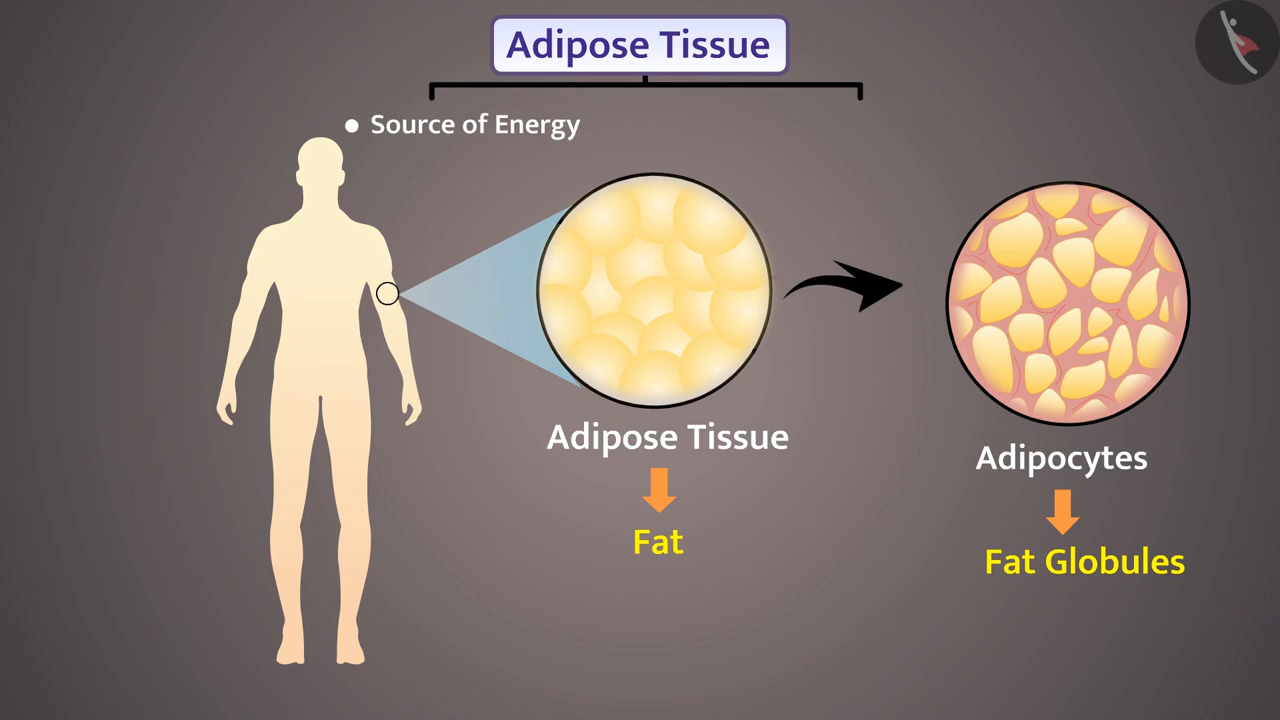 Adipose Tissue
• Source of Energy
Adipose Tissue
Fat
Adipocytes
Fat Globules